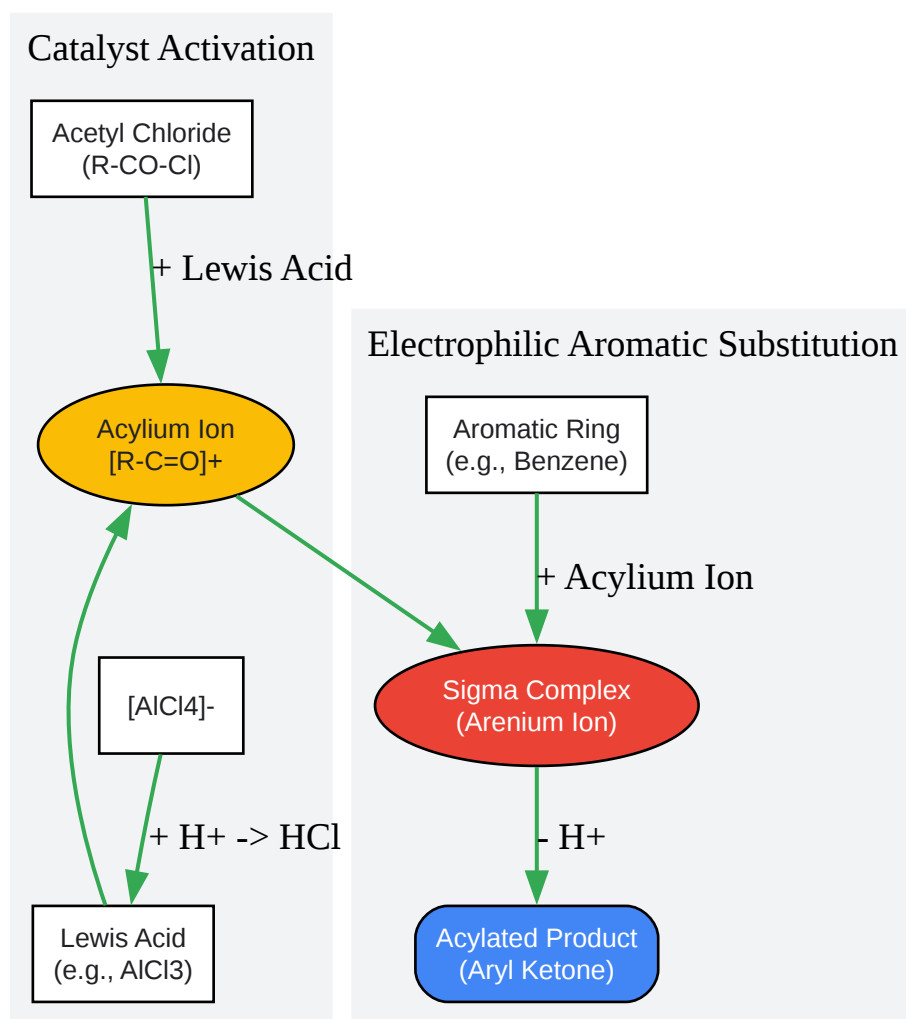 Catalyst Activation
Acetyl Chloride
(R-CO-Cl)
+ Lewis Acid
Acylium Ion
[R-C=O]+
[AlCl4]-
+ H+ -> HCl
Lewis Acid
(e.g., AlCl3)
Electrophilic Aromatic Substitution
Aromatic Ring
(e.g., Benzene)
+ Acylium Ion
Sigma Complex
(Arenium Ion)
- H+
Acylated Product
(Aryl Ketone)